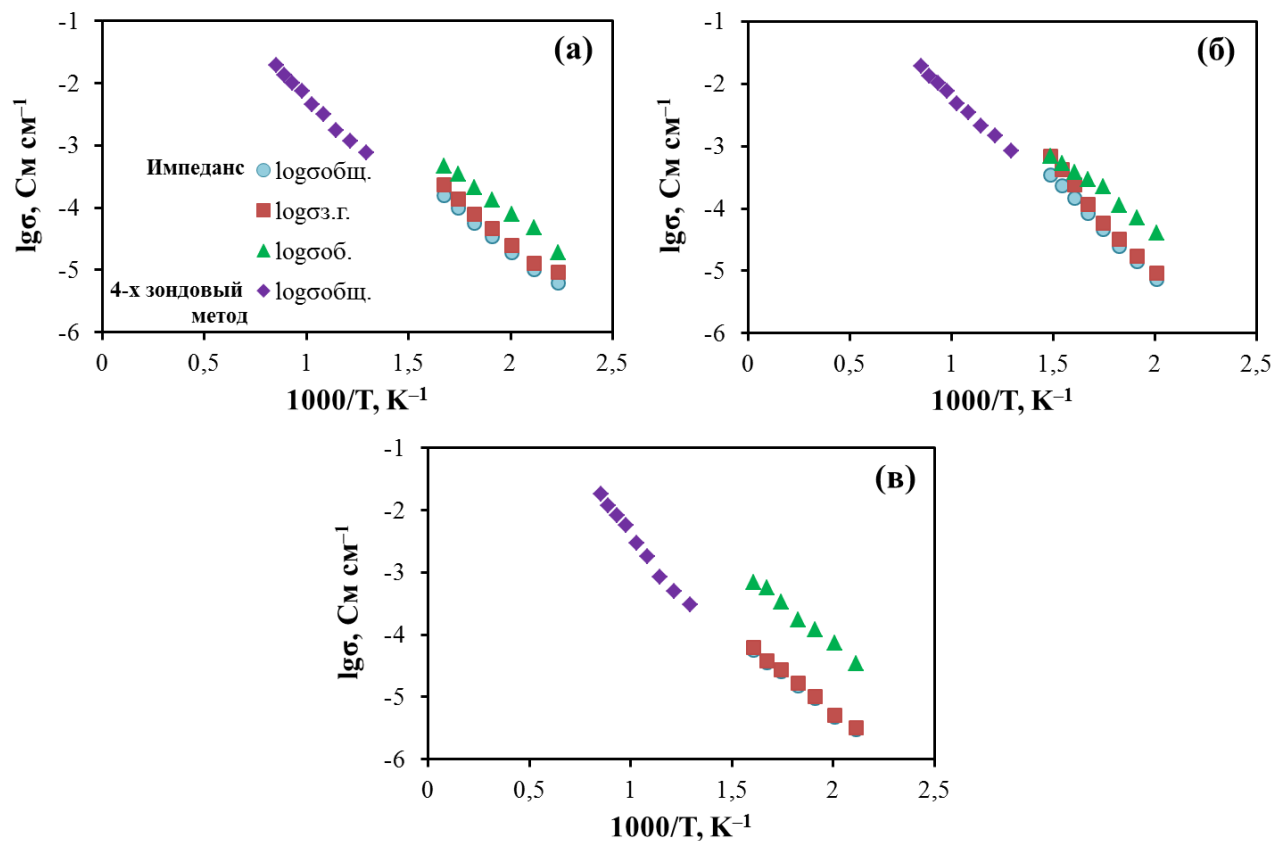 (а)
lgσ, См см⁻¹
-1
-2
-3
-4
-5
-6
Импеданс
logσобщ.
logσз.г.
logσоб.
4-х зондовый
метод
logσобщ.
0 0,5 1 1,5 2 2,5
1000/T, K⁻¹
(б)
lgσ, См см⁻¹
-1
-2
-3
-4
-5
-6
0 0,5 1 1,5 2 2,5
1000/T, K⁻¹
(в)
lgσ, См см⁻¹
-1
-2
-3
-4
-5
-6
0 0,5 1 1,5 2 2,5
1000/T, K⁻¹